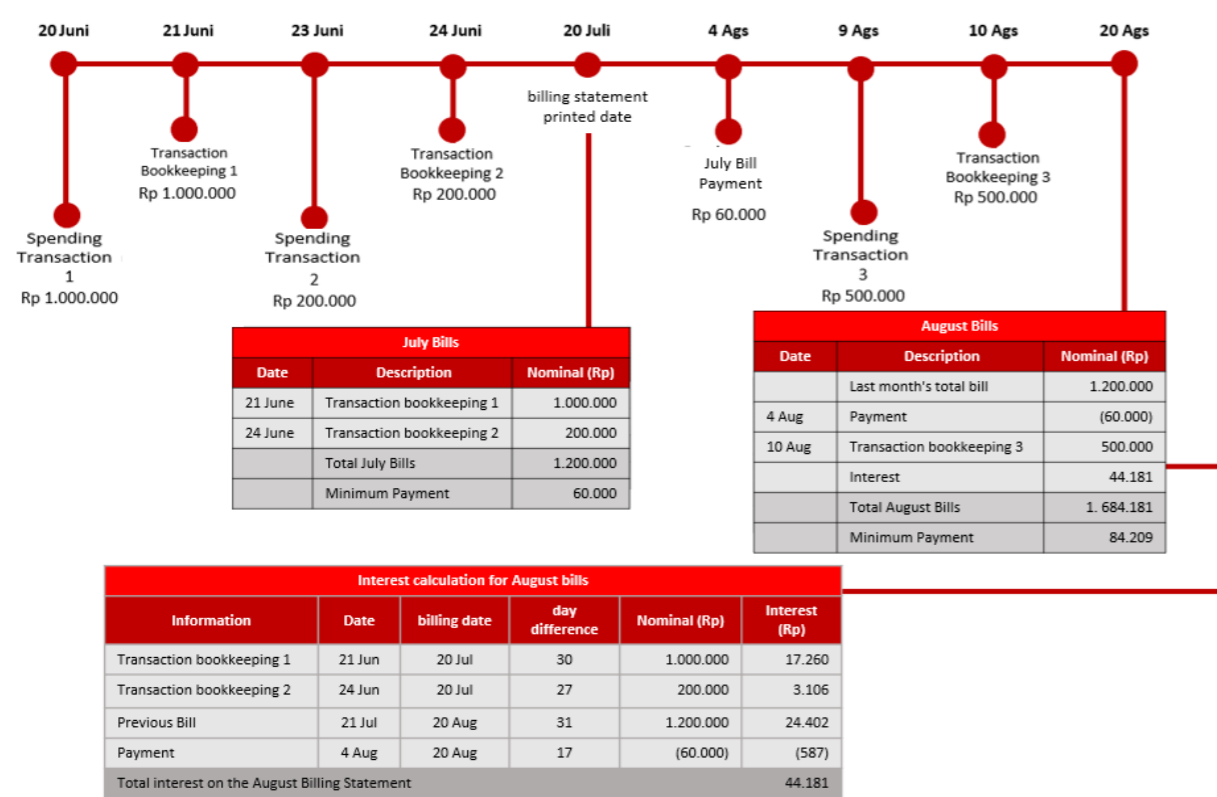 20 Juni 21 Juni 23 Juni 24 Juni 20 Juli 4 Ags 9 Ags 10 Ags 20 Ags
billing statement
printed date
Transaction
Bookkeeping 1
Rp 1.000.000
Transaction
Bookkeeping 2
Rp 200.000
July Bill
Payment
Rp 60.000
Transaction
Bookkeeping 3
Rp 500.000
Spending
Transaction
1
Rp 1.000.000
Spending
Transaction
2
Rp 200.000
Spending
Transaction
3
Rp 500.000
July Bills
Date Description Nominal (Rp)
21 June Transaction bookkeeping 1 1.000.000
24 June Transaction bookkeeping 2 200.000
Total July Bills 1.200.000
Minimum Payment 60.000
August Bills
Date Description Nominal (Rp)
Last month's total bill 1.200.000
4 Aug Payment (60.000)
10 Aug Transaction bookkeeping 3 500.000
Interest 44.181
Total August Bills 1. 684.181
Minimum Payment 84.209
Interest calculation for August bills
Information Date billing date day difference Nominal (Rp) Interest (Rp)
Transaction bookkeeping 1 21 Jun 20 Jul 30 1.000.000 17.260
Transaction bookkeeping 2 24 Jun 20 Jul 27 200.000 3.106
Previous Bill 21 Jul 20 Aug 31 1.200.000 24.402
Payment 4 Aug 20 Aug 17 (60.000) (587)
Total interest on the August Billing Statement 44.181